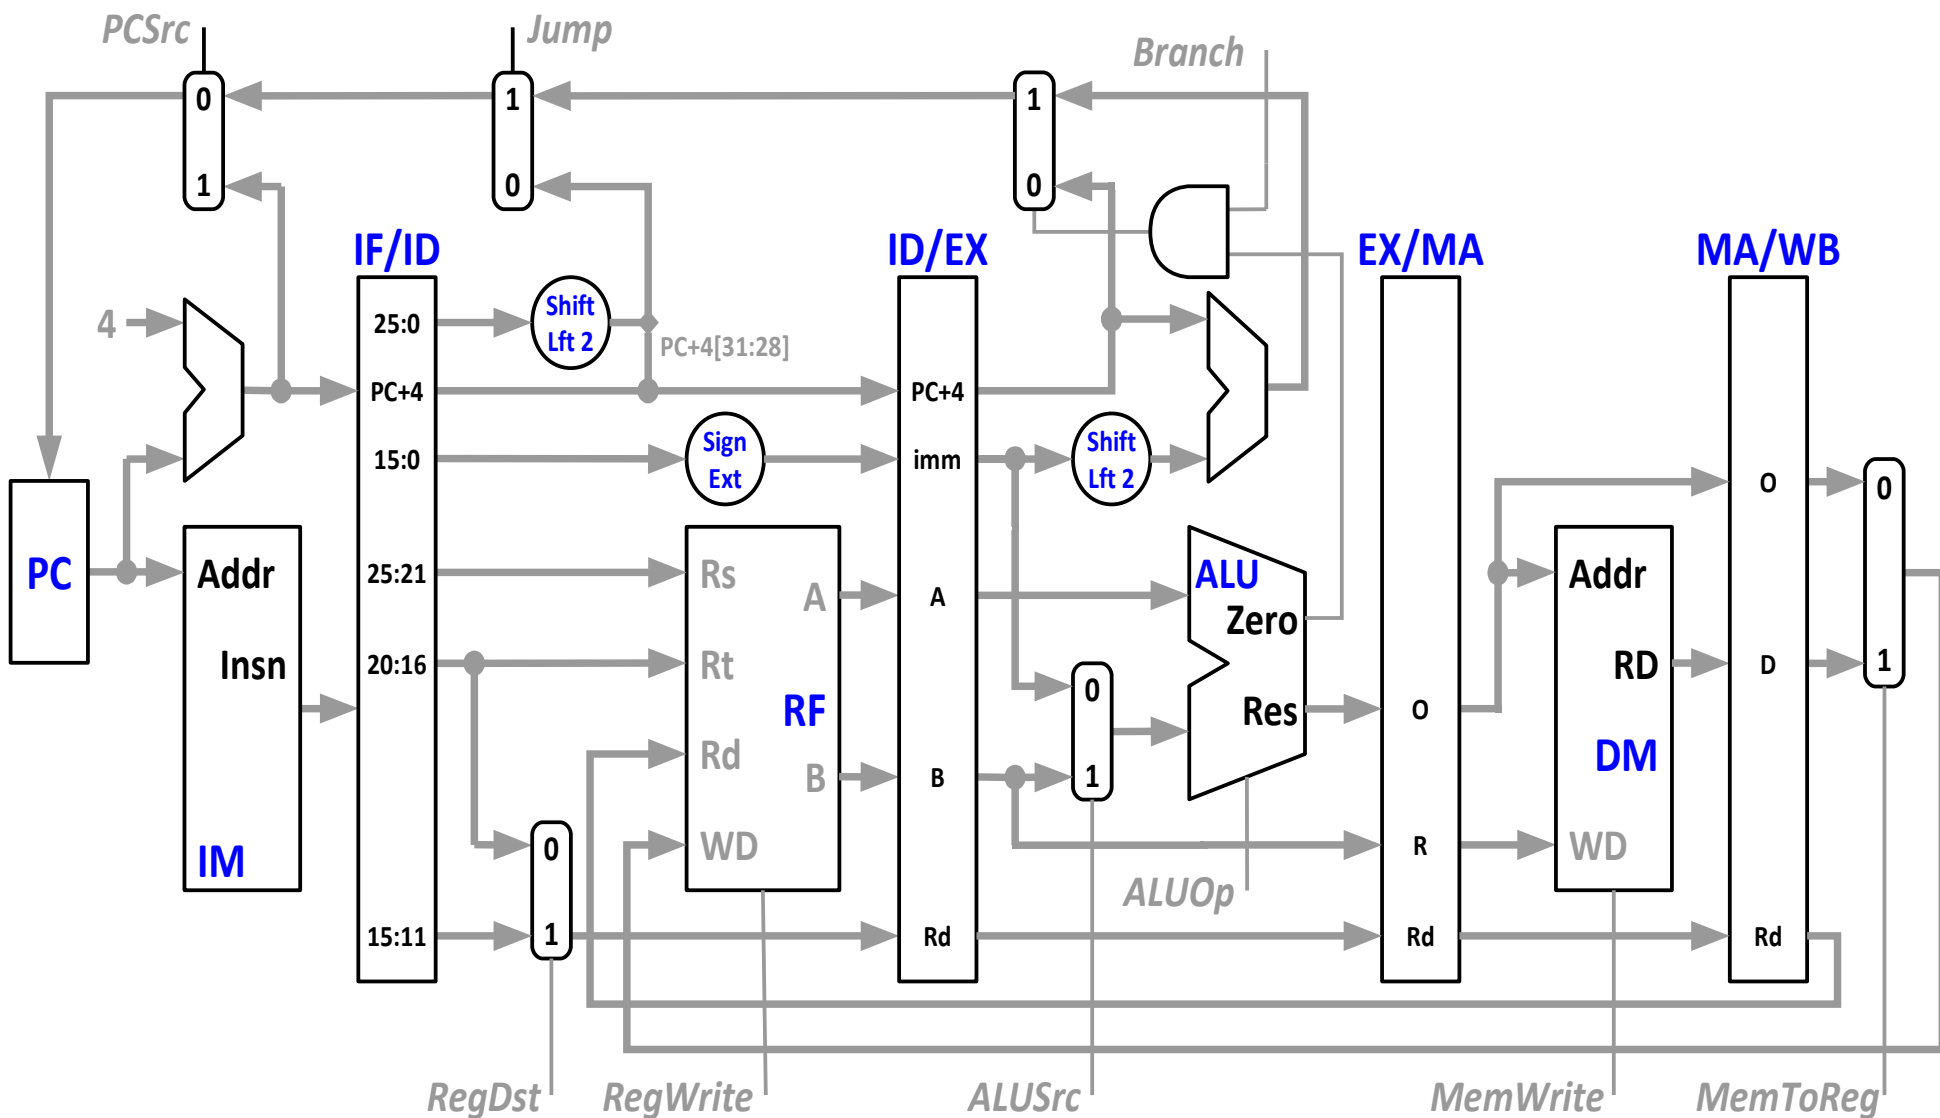 PCSrc
Jump
Branch
0
1
1
1
0
0
IF/ID
ID/EX
EX/MA
MA/WB
4
25:0
Shift
Lft 2
PC+4[31:28]
PC+4
PC+4
15:0
Sign
Ext
imm
Shift
Lft 2
O
0
PC
Addr
25:21
Rs
A
A
ALU
Zero
Addr
Insn
20:16
Rt
RF
0
Res
O
RD
D
1
Rd
B
B
1
DM
IM
0
WD
ALUOp
R
WD
15:11
1
Rd
Rd
Rd
RegDst
RegWrite
ALUSrc
MemWrite
MemToReg